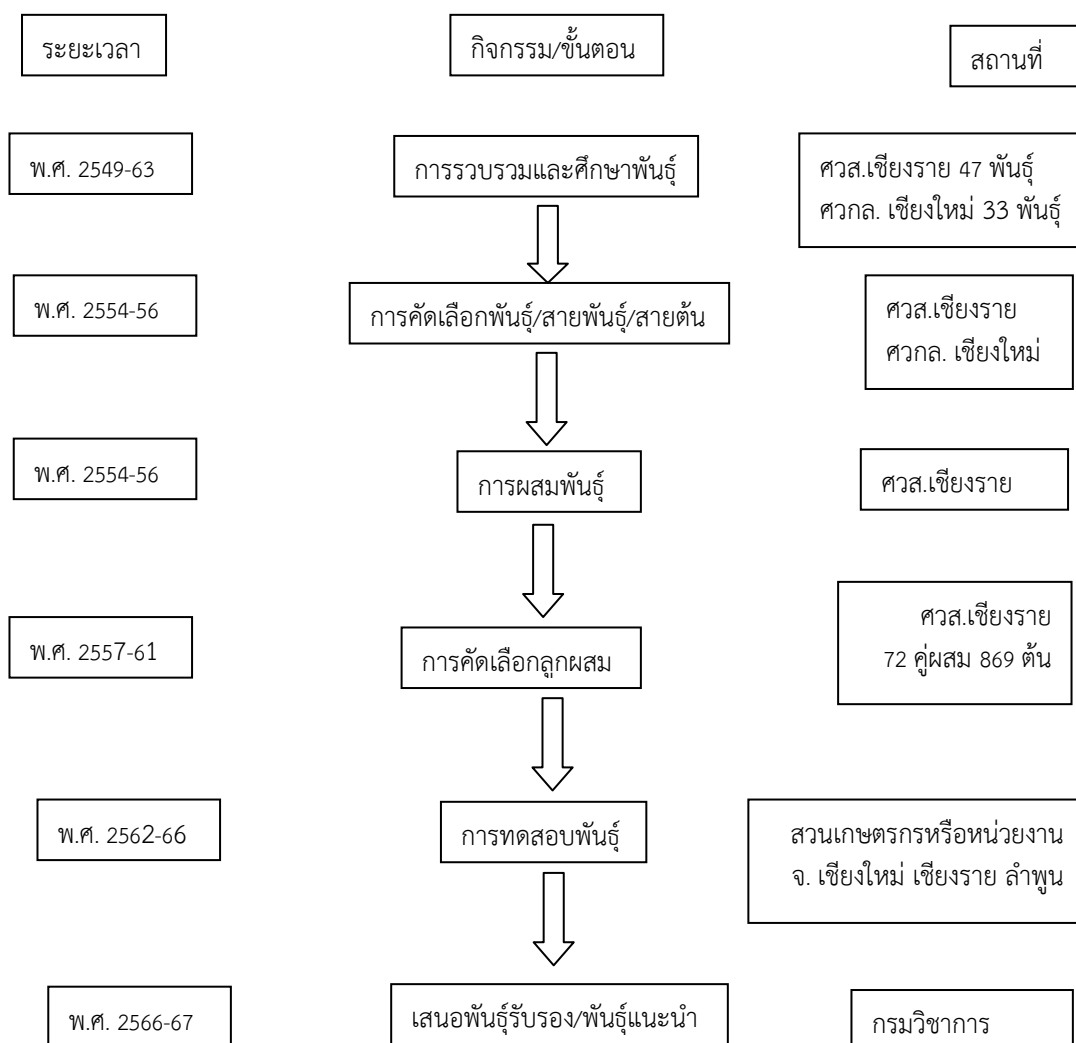 ระยะเวลา
กิจกรรม/ขั้นตอน
สถานที่
พ.ศ. 2549-63
การรวบรวมและศึกษาพันธุ์
ศวส.เชียงราย 47 พันธุ์
ศวกล. เชียงใหม่ 33 พันธุ์
พ.ศ. 2554-56
การคัดเลือกพันธุ์/สายพันธุ์/สายต้น
ศวส.เชียงราย
ศวกล. เชียงใหม่
พ.ศ. 2554-56
การผสมพันธุ์
ศวส.เชียงราย
พ.ศ. 2557-61
การคัดเลือกลูกผสม
ศวส.เชียงราย
72 คู่ผสม 869 ต้น
พ.ศ. 2562-66
การทดสอบพันธุ์
สวนเกษตรกรหรือหน่วยงาน
จ. เชียงใหม่ เชียงราย ลำพูน
พ.ศ. 2566-67
เสนอพันธุ์รับรอง/พันธุ์แนะนำ
กรมวิชาการ